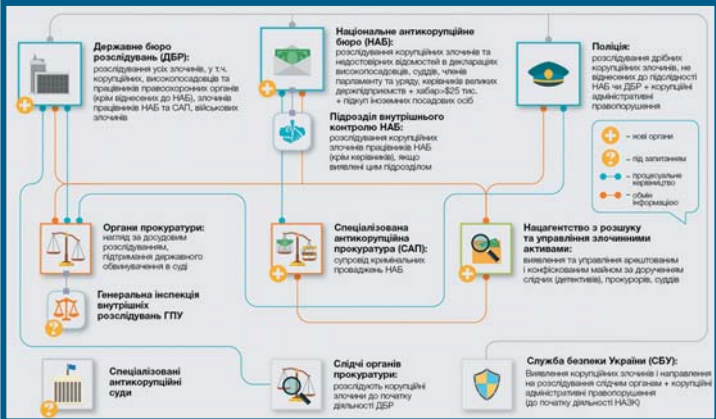 Державне бюро
розслідувань (ДБР):
розслідування усіх злочинів, у т.ч.
корупційних, високопосадовців та
працівників правоохоронних органів
(крім віднесених до НАБ), злочинів
працівників НАБ та САП, військових
злочинів
Національне антикорупційне
бюро (НАБ):
розслідування корупційних злочинів та
недостовірних відомостей в деклараціях
високопосадовців, суддів, членів
парламенту та уряду, керівників великих
держпідприємств + хабар>$25 тис.
+ підкуп іноземних посадових осіб
Підрозділ внутрішнього
контролю НАБ:
розслідування корупційних
злочинів працівників НАБ
(крім керівників), якщо
виявлені цим підрозділом
Поліція:
розслідування дрібних
корупційних злочинів, не
віднесених до підслідності
НАБ чи ДБР + корупційні
адміністративні
правопорушення
+ – нові органи
? – під запитанням
– процесуальне
керівництво
– обмін
інформацією
Органи прокуратури:
нагляд за досудовим
розслідуванням,
підтримання державного
обвинувачення в суді
Генеральна інспекція
внутрішніх
розслідувань ГПУ
Спеціалізована
антикорупційна
прокуратура (САП):
супровід кримінальних
проваджень НАБ
Нацагентство з розшуку
та управління злочинними
активами:
виявлення та управління арештованим
і конфіскованим майном за дорученням
слідчих (детективів), прокурорів, суддів
Спеціалізовані
антикорупційні
суди
Слідчі органів
прокуратури:
розслідують корупційні
злочини до початку
діяльності ДБР
Служба безпеки України (СБУ):
Виявлення корупційних злочинів і направлення
на розслідування слідчим органам + корупційні
адміністративні правопорушення
(до початку діяльності НАЗК)